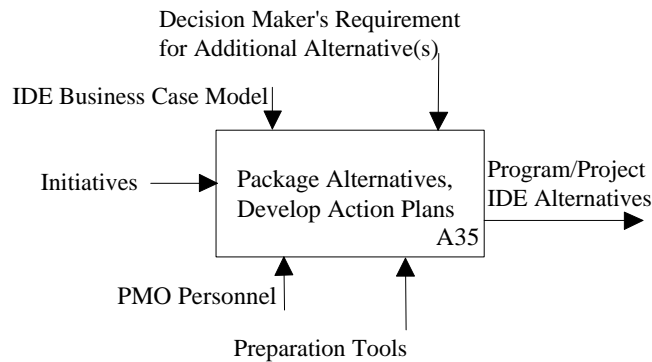 Decision Maker's Requirement
for Additional Alternative(s)
IDE Business Case Model
Initiatives
Package Alternatives,
Develop Action Plans
A35
Program/Project
IDE Alternatives
PMO Personnel
Preparation Tools